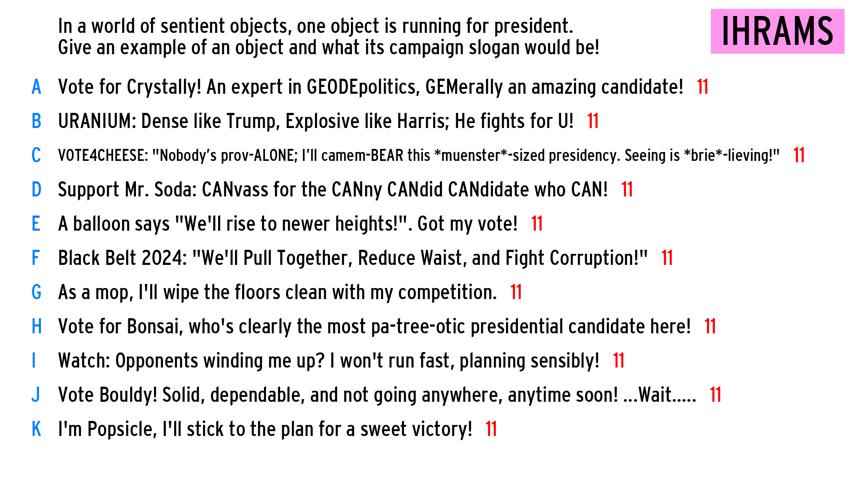 In a world of sentient objects, one object is running for president.
Give an example of an object and what its campaign slogan would be!
IHRAMS
A Vote for Crystally! An expert in GEODEpolitics, GEMerally an amazing candidate! 11
B URANIUM: Dense like Trump, Explosive like Harris; He fights for U! 11
C VOTE4CHEESE: "Nobody's prov-ALONE; I'll camem-BEAR this *muenster*-sized presidency. Seeing is *brie*-lieving!" 11
D Support Mr. Soda: CANvass for the CANny CANdid CANdidate who CAN! 11
E A balloon says "We'll rise to newer heights!". Got my vote! 11
F Black Belt 2024: "We'll Pull Together, Reduce Waist, and Fight Corruption!" 11
G As a mop, I'll wipe the floors clean with my competition. 11
H Vote for Bonsai, who's clearly the most pa-tree-otic presidential candidate here! 11
I Watch: Opponents winding me up? I won't run fast, planning sensibly! 11
J Vote Bouldy! Solid, dependable, and not going anywhere, anytime soon! ...Wait..... 11
K I'm Popsicle, I'll stick to the plan for a sweet victory! 11